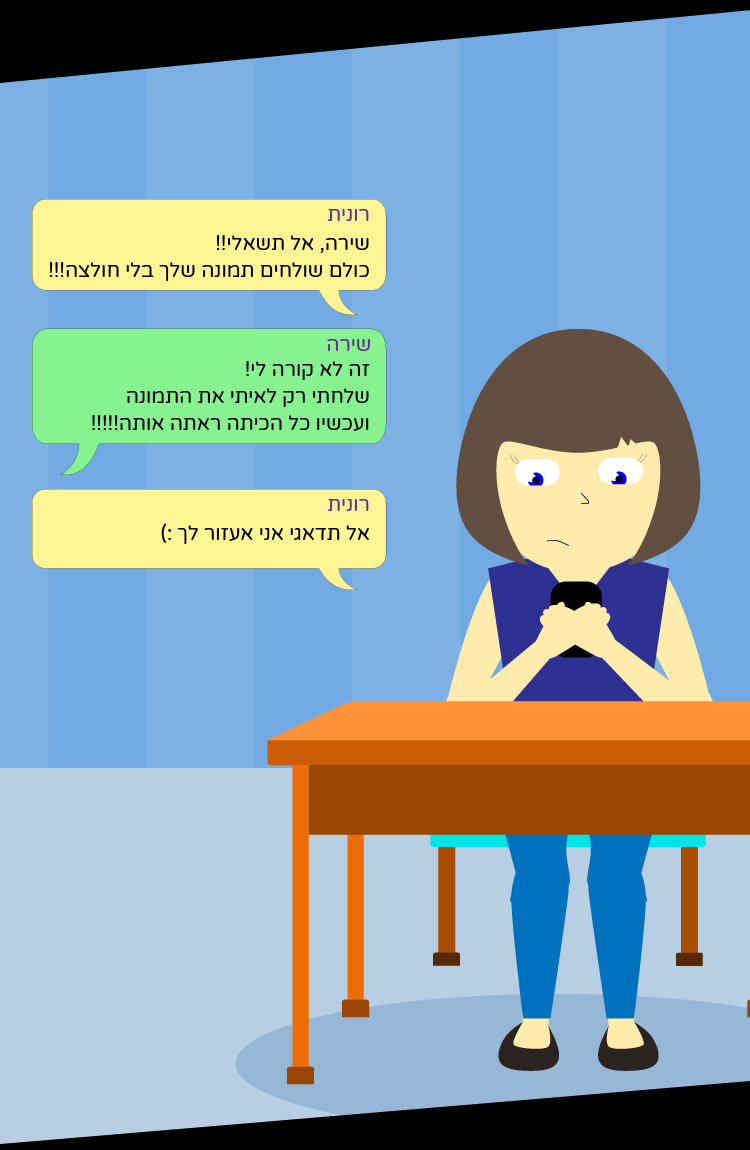 רונית
שירה, אל תשאלי!!
כולם שולחים תמונה שלך בלי חולצה!!!
שירה
זה לא קורה לי!
שלחתי רק לאיתי את התמונה
ועכשיו כל הכיתה ראתה אותה!!!!!
רונית
אל תדאגי אני אעזור לך :)